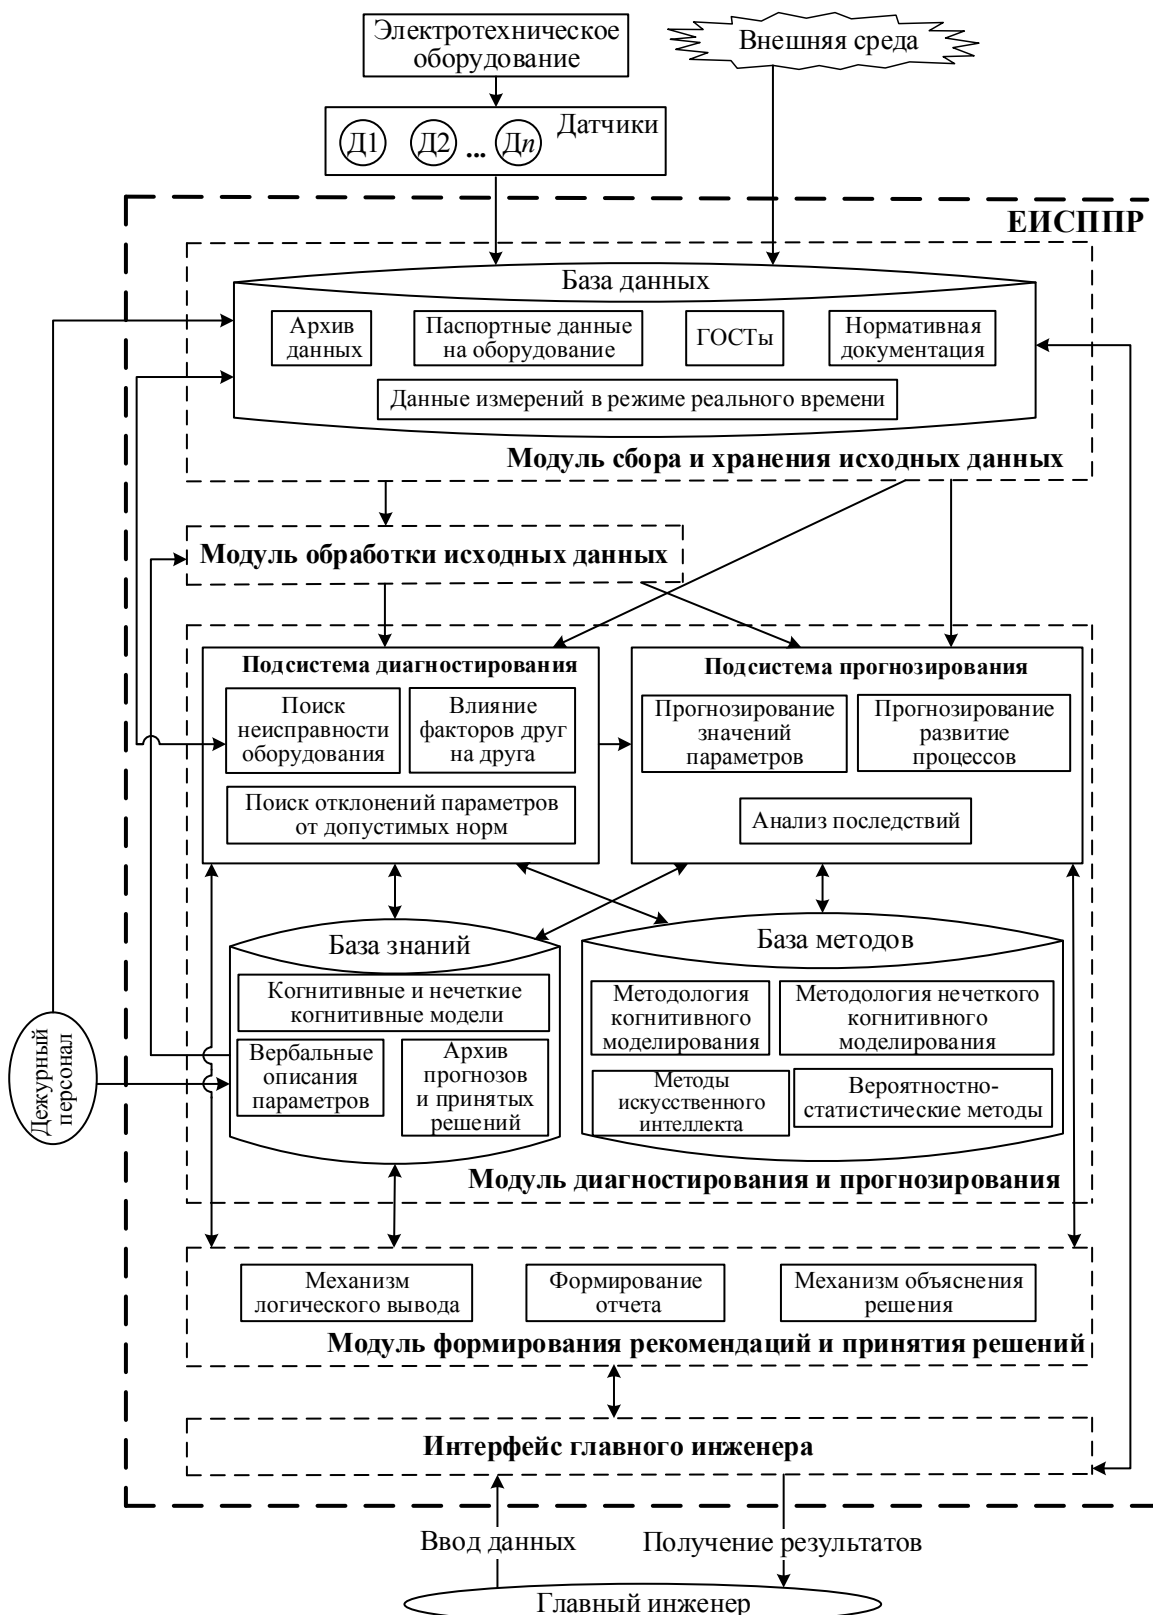 Электротехническое
оборудование
Внешняя среда
Датчики
Д1
Д2
...
Дn
ЕИСППР
База данных
Архив
данных
Паспортные данные
на оборудование
ГОСТы
Нормативная
документация
Данные измерений в режиме реального времени
Модуль сбора и хранения исходных данных
Модуль обработки исходных данных
Подсистема диагностирования
Поиск
неисправности
оборудования
Влияние
факторов друг
на друга
Поиск отклонений параметров
от допустимых норм
Подсистема прогнозирования
Прогнозирование
значений
параметров
Прогнозирование
развитие
процессов
Анализ последствий
База знаний
Когнитивные и нечеткие
когнитивные модели
Вербальные
описания
параметров
Архив
прогнозов
и принятых
решений
База методов
Методология
когнитивного
моделирования
Методология нечеткого
когнитивного
моделирования
Методы
искусственного
интеллекта
Вероятностно-
статистические методы
Дежурный
персонал
Модуль диагностирования и прогнозирования
Механизм
логического вывода
Формирование
отчета
Механизм объяснения
решения
Модуль формирования рекомендаций и принятия решений
Интерфейс главного инженера
Ввод данных
Получение результатов
Главный инженер